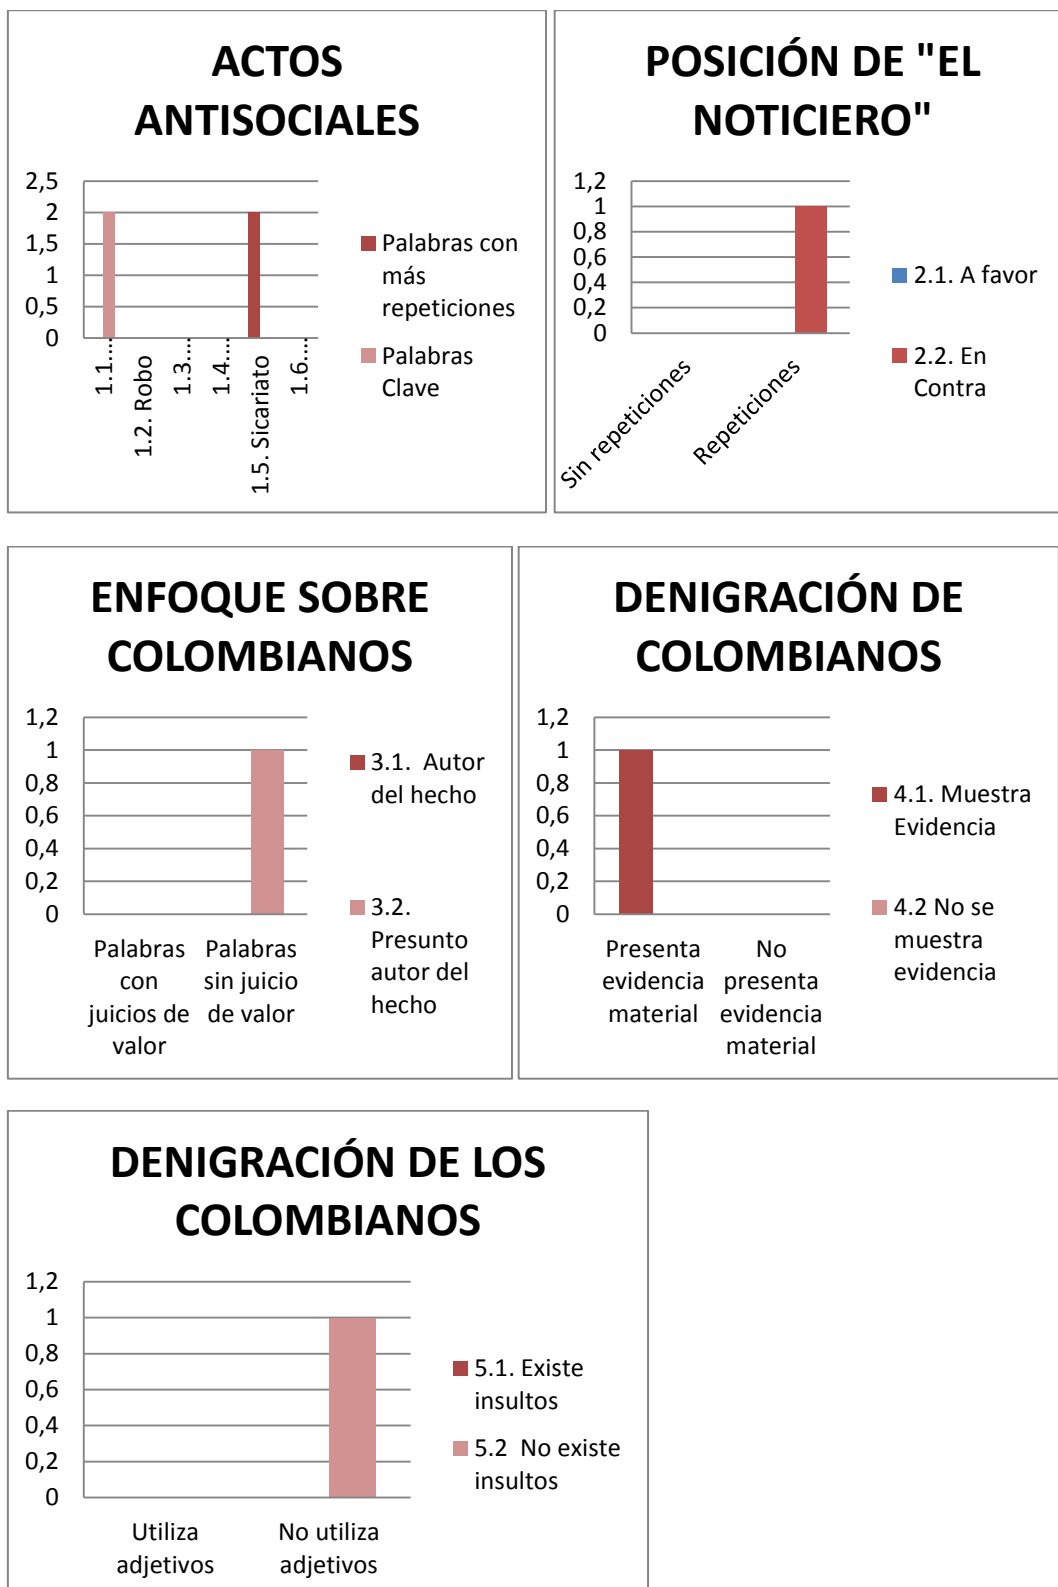 ACTOS
ANTISOCIALES
2,5
2
1,5
1
0,5
0
1.1....
1.2. Robo
1.3....
1.4....
1.5. Sicariato
1.6....
Palabras con
más
repeticiones
Palabras
Clave
POSICIÓN DE "EL
NOTICIERO"
1,2
1
0,8
0,6
0,4
0,2
0
Sin repeticiones
Repeticiones
2.1. A favor
2.2. En
Contra
ENFOQUE SOBRE
COLOMBIANOS
1,2
1
0,8
0,6
0,4
0,2
0
Palabras
con
juicios de
valor
Palabras
sin juicio
de valor
3.1. Autor
del hecho
3.2.
Presunto
autor del
hecho
DENIGRACIÓN DE
COLOMBIANOS
1,2
1
0,8
0,6
0,4
0,2
0
Presenta
evidencia
material
No
presenta
evidencia
material
4.1. Muestra
Evidencia
4.2 No se
muestra
evidencia
DENIGRACIÓN DE LOS
COLOMBIANOS
1,2
1
0,8
0,6
0,4
0,2
0
Utiliza
adjetivos
No utiliza
adjetivos
5.1. Existe
insultos
5.2 No existe
insultos